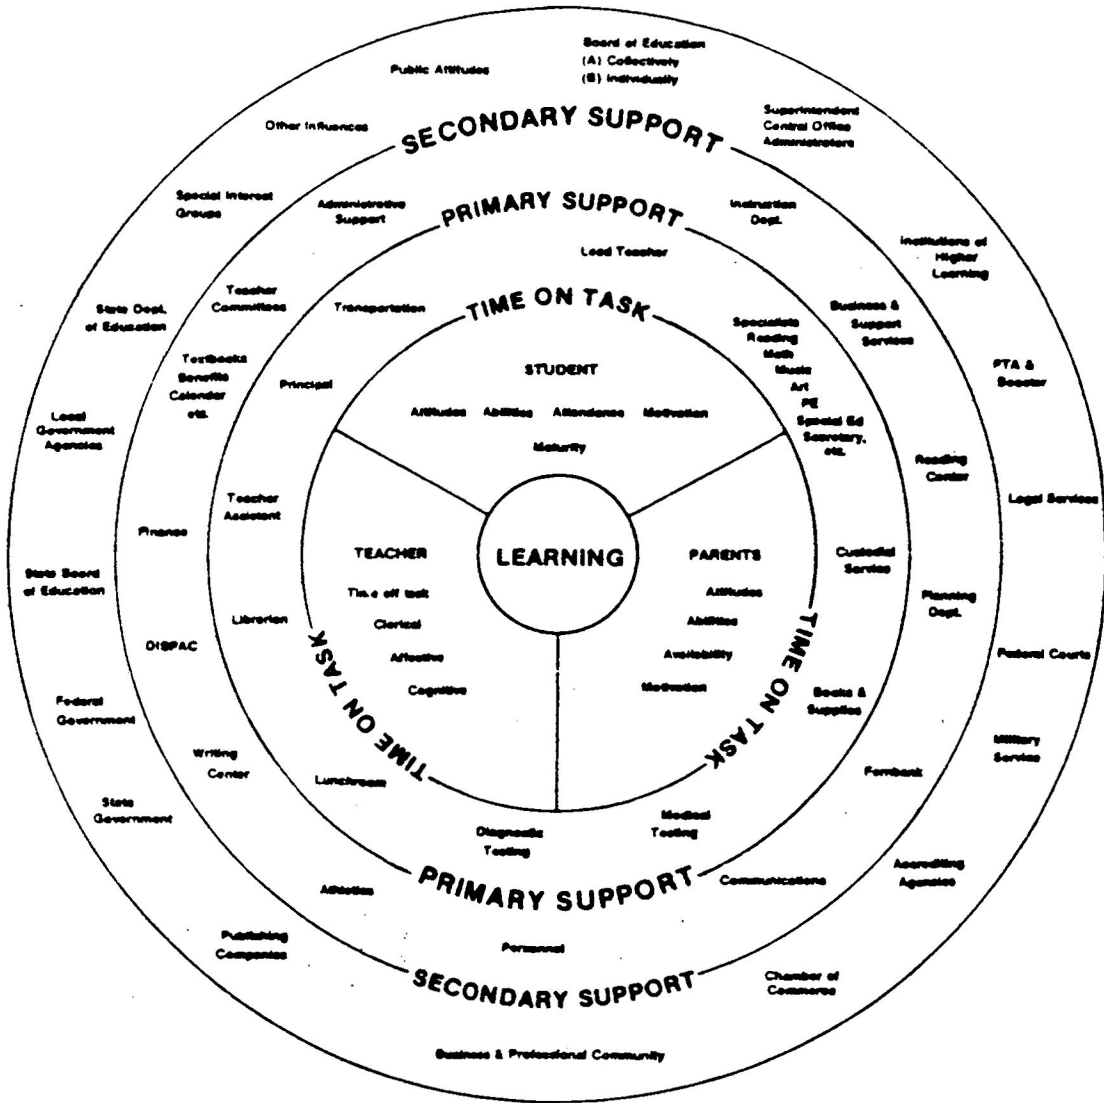 Board of Education
(A) Collectively
(B) Individually
Public Attitudes
Superintendent
Central Office
Administrators
Other Influences
SECONDARY SUPPORT
Special Interest
Groups
Administrative
Support
PRIMARY SUPPORT
Instruction
Dept.
Institutions of
Higher
Learning
Lead Teacher
Teacher
Committees
Transportation
TIME ON TASK
Business &
Support
Services
State Dept.
of Education
Specialists
Reading
Math
Music
Art
PE
Special Ed
Secretary,
etc.
Textbooks
Benefits
Calender
etc.
Principal
STUDENT
PTA &
Booster
Attitudes Abilities Attendance Motivation
Maturity
Local
Government
Agencies
Reading
Center
Teacher
Assistant
Legal Services
Finance
TEACHER
LEARNING
PARENTS
Custodial
Service
State Board
of Education
Time off task
Clerical
Affective
Cognitive
Attitudes
Abilities
Availability
Motivation
Planning
Dept.
Librarian
DISPAC
TIME ON TASK
TIME ON TASK
Federal Courts
Federal
Government
Books &
Supplies
Military
Service
Writing
Center
Lunchroom
Fernbank
State
Government
Diagnostic
Testing
Medical
Testing
Accrediting
Agencies
PRIMARY SUPPORT
Communications
Athletics
Publishing
Companies
Personnel
SECONDARY SUPPORT
Chamber of
Commerce
Business & Professional Community